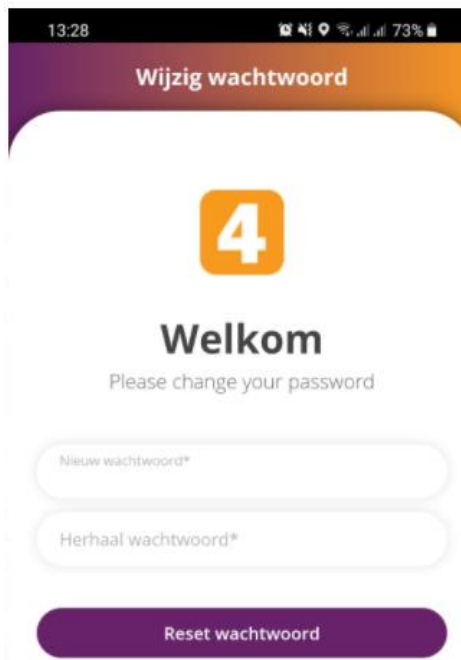 13:28 73%
Wijzig wachtwoord
4
Welkom
Please change your password
Nieuw wachtwoord*
Herhaal wachtwoord*
Reset wachtwoord